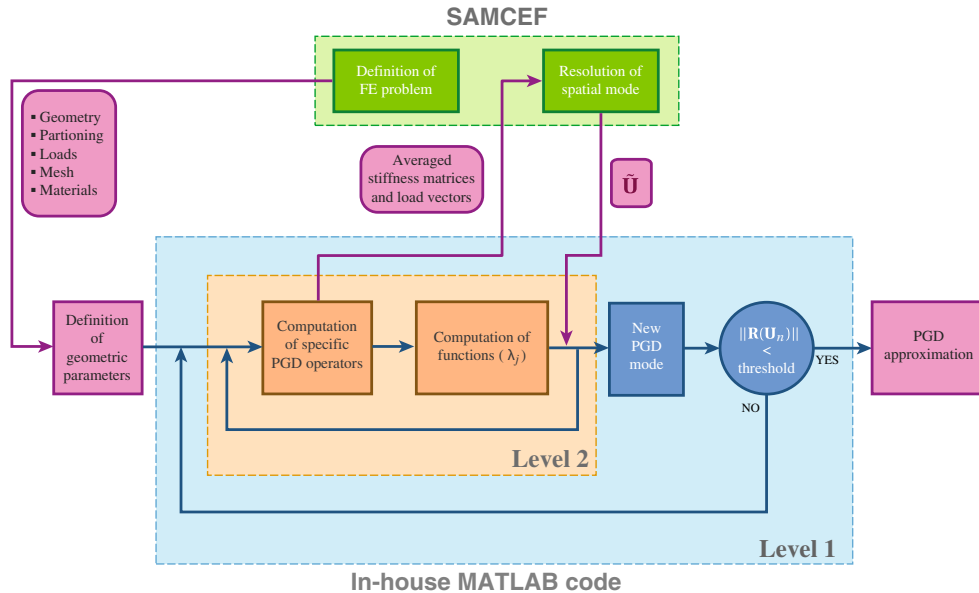 SAMCEF
Definition of
FE problem
Resolution of
spatial mode
▪ Geometry
▪ Partioning
▪ Loads
▪ Mesh
▪ Materials
Averaged
stiffness matrices
and load vectors
Ũ
Definition
of
geometric
parameters
Computation
of specific
PGD operators
Computation of
functions (λj)
New
PGD
mode
||R(Un)||
<
threshold
YES
NO
PGD
approximation
Level 2
Level 1
In-house MATLAB code